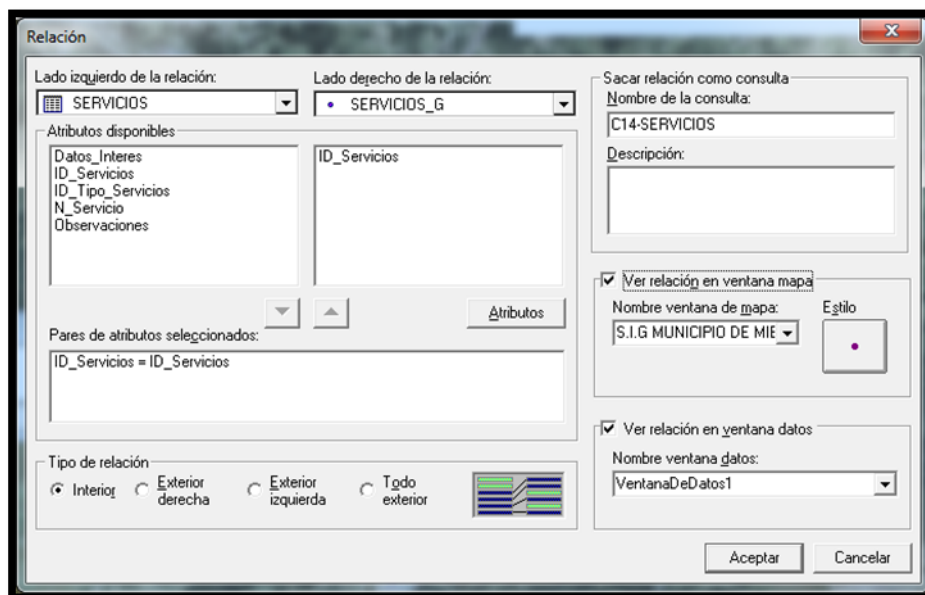 Relación
Lado izquierdo de la relación:
SERVICIOS
Lado derecho de la relación:
SERVICIOS_G
Atributos disponibles
Datos_Interes
ID_Servicios
ID_Tipo_Servicios
N_Servicio
Observaciones
ID_Servicios
Atributos
Pares de atributos seleccionados:
ID_Servicios = ID_Servicios
Tipo de relación
Interior
Exterior
derecha
Exterior
izquierda
Todo
exterior
Sacar relación como consulta
Nombre de la consulta:
C14-SERVICIOS
Descripción:
Ver relación en ventana mapa
Nombre ventana de mapa:
Estilo
S.I.G MUNICIPIO DE MIE
Ver relación en ventana datos
Nombre ventana datos:
VentanaDeDatos1
Aceptar
Cancelar